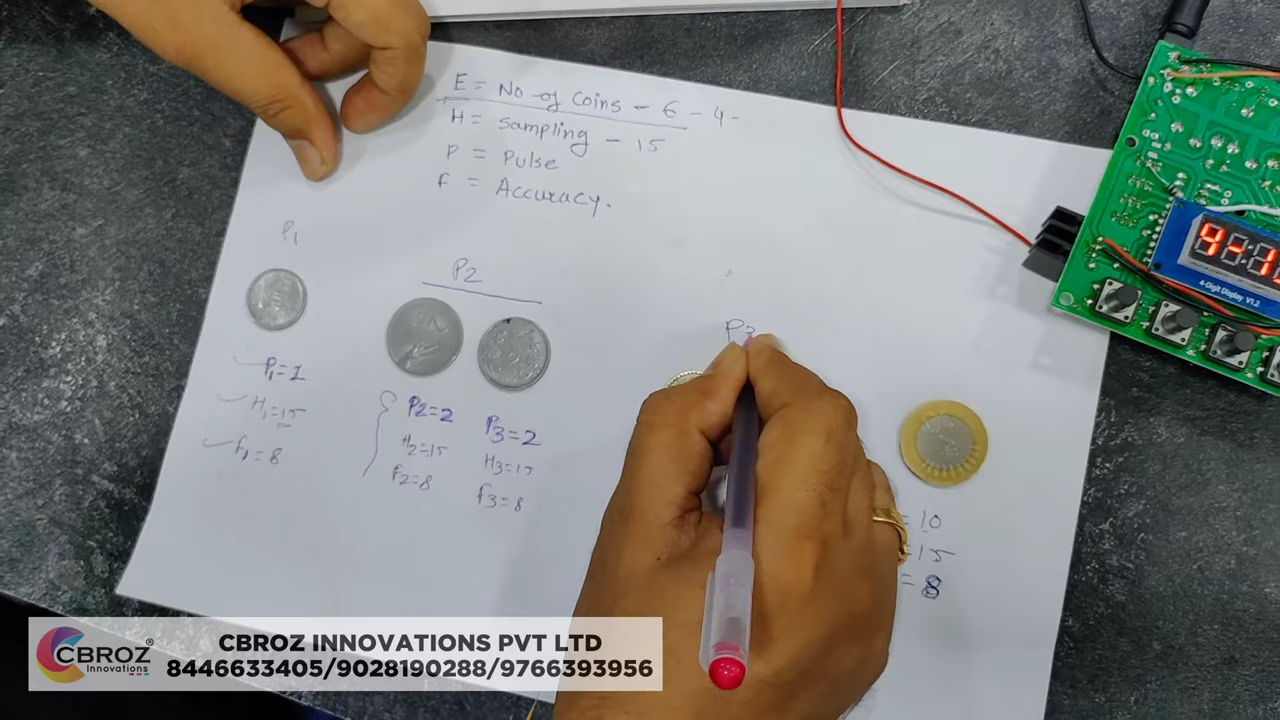 E = No of Coins - 6 - 4 -
H = Sampling - 15
P = Pulse
f = Accuracy.
P1
P2
P3
P1=1
H1=15
f1=8
P2=2
H2=15
f2=8
P3=2
H3=15
f3=8
= 10
= 15
= 8
4-Digit Display V1.2
CBROZ
Innovations
CBROZ INNOVATIONS PVT LTD
8446633405/9028190288/9766393956